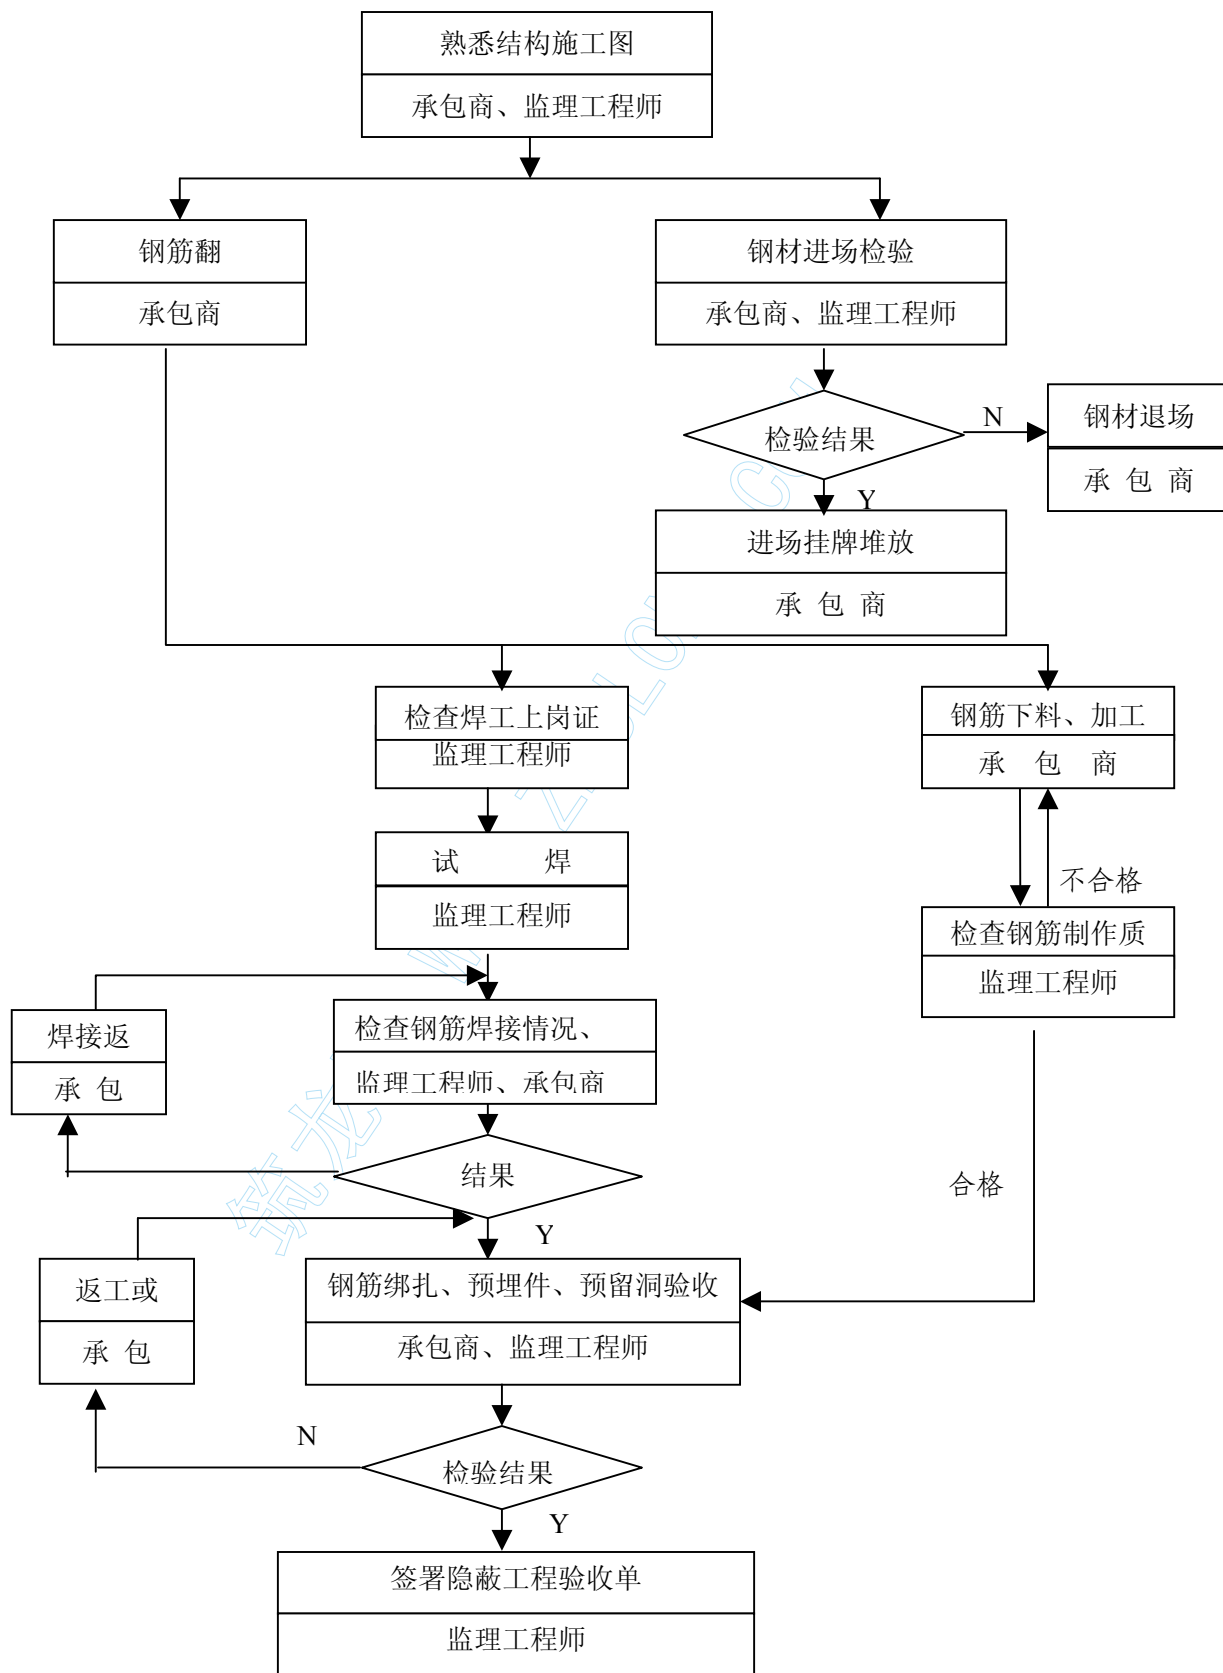 熟悉结构施工图
承包商、监理工程师
钢筋翻
承包商
钢材进场检验
承包商、监理工程师
检验结果
N
钢材退场
承 包 商
Y
进场挂牌堆放
承 包 商
检查焊工上岗证
监理工程师
钢筋下料、加工
承 包 商
试 焊
监理工程师
不合格
检查钢筋制作质
监理工程师
焊接返
承 包
检查钢筋焊接情况、
监理工程师、承包商
结果
合格
Y
返工或
承 包
钢筋绑扎、预埋件、预留洞验收
承包商、监理工程师
N
检验结果
Y
签署隐蔽工程验收单
监理工程师
筑龙